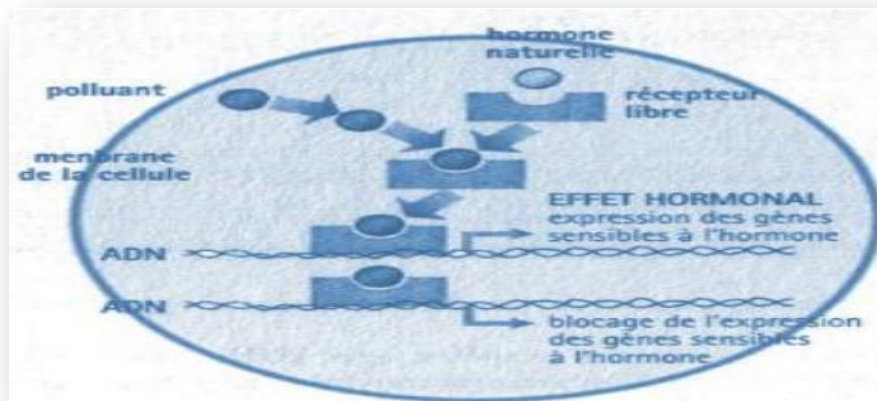 hormone
naturelle
polluant
récepteur
libre
menbrane
de la cellule
EFFET HORMONAL
expression des gènes
sensibles à l'hormone
ADN
ADN
blocage de l'expression
des gènes sensibles
à l'hormone